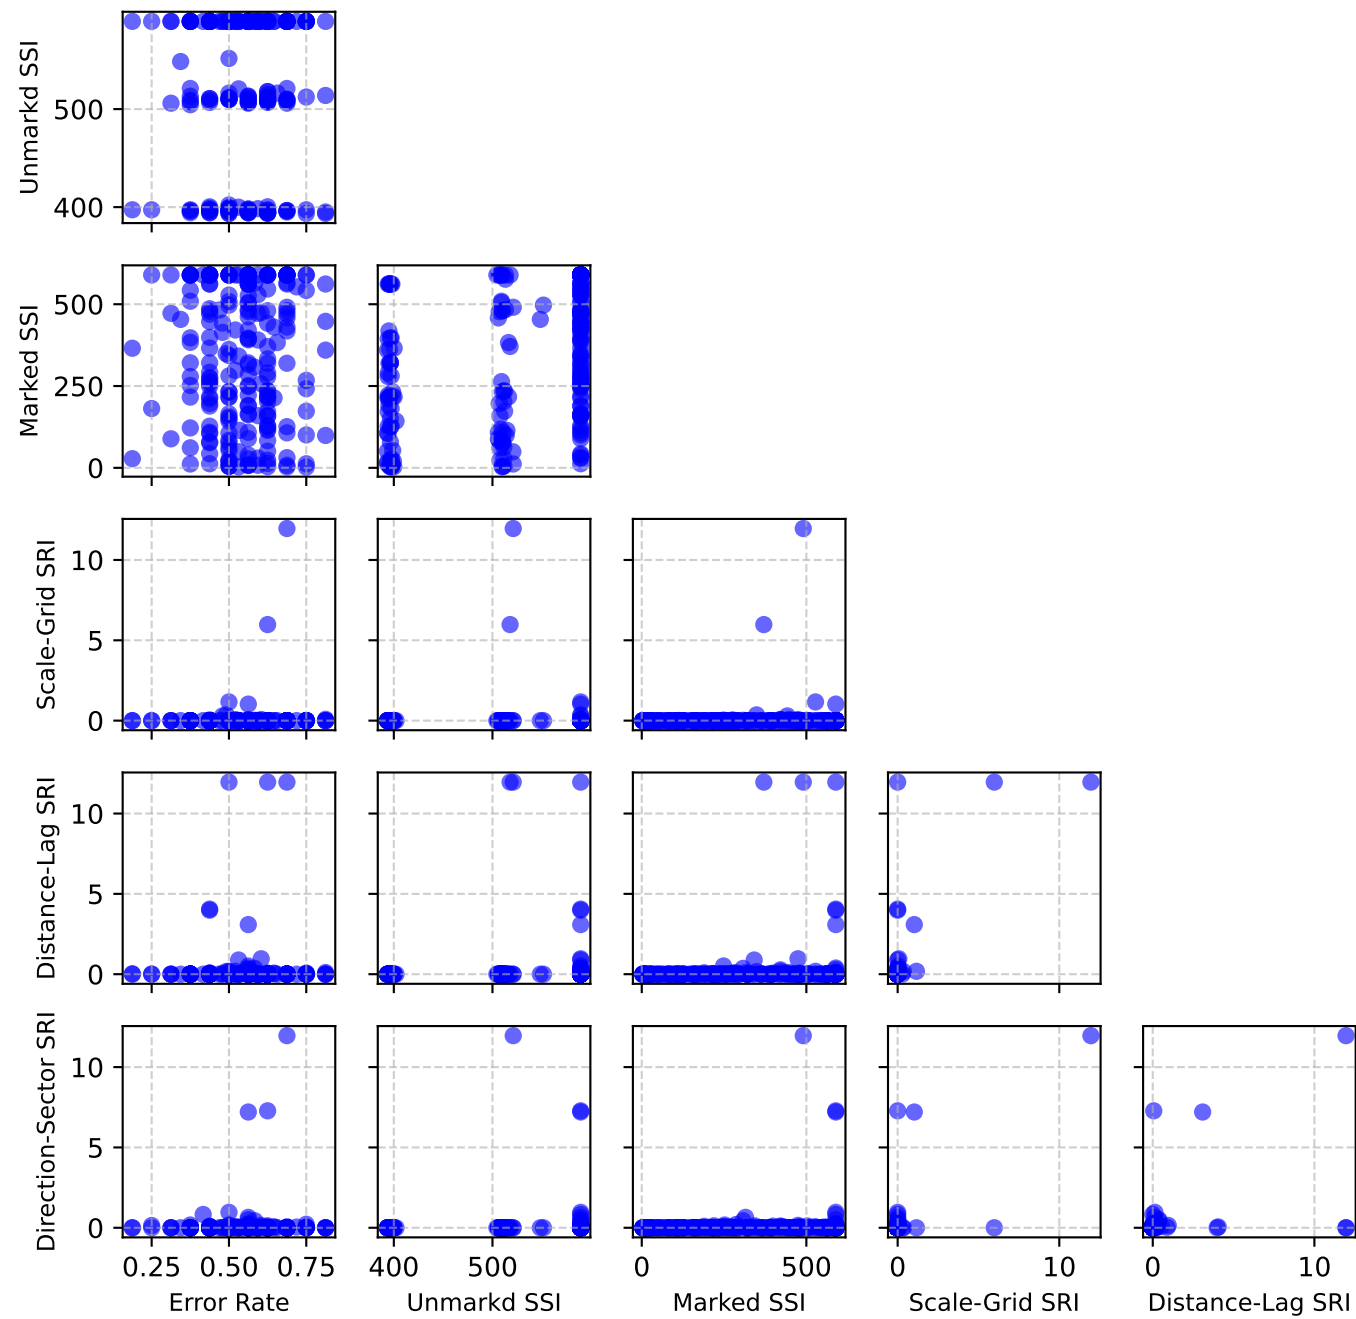 Unmarkd SSI
500
400
Marked SSI
500
250
0
Scale-Grid SRI
10
5
0
Distance-Lag SRI
10
5
0
Direction-Sector SRI
10
5
0
0.25 0.50 0.75 400 500 0 500 0 10 0 10
Error Rate Unmarkd SSI Marked SSI Scale-Grid SRI Distance-Lag SRI